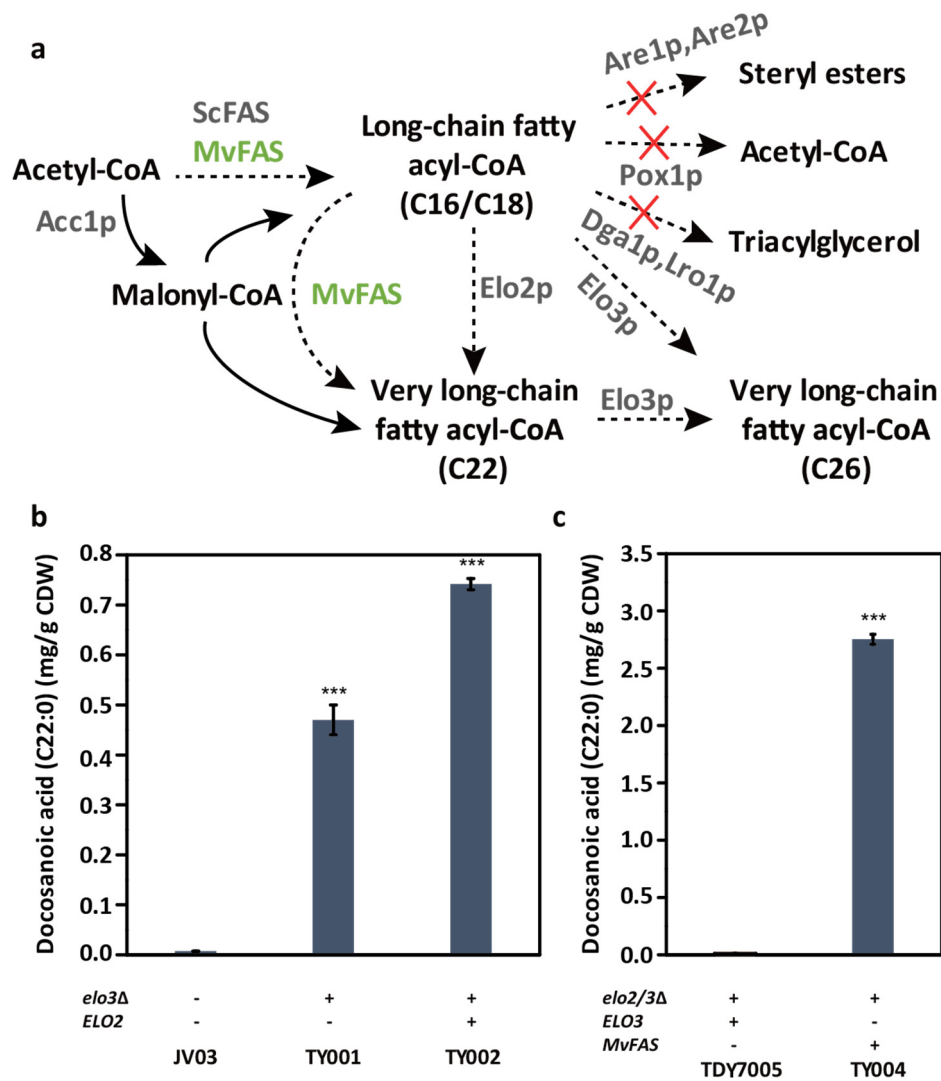 a
Are1p,Are2p
Steryl esters
ScFAS
MvFAS
Long-chain fatty
acyl-CoA
(C16/C18)
Acetyl-CoA
Acetyl-CoA
Pox1p
Acc1p
Dga1p,Lro1p
Triacylglycerol
Malonyl-CoA
MvFAS
Elo2p
Elo3p
Very long-chain
fatty acyl-CoA
(C22)
Elo3p
Very long-chain
fatty acyl-CoA
(C26)
b
Docosanoic acid (C22:0) (mg/g CDW)
0.8
0.7
0.6
0.5
0.4
0.3
0.2
0.1
0.0
***
***
elo3Δ - + +
ELO2 - - +
JV03 TY001 TY002
c
Docosanoic acid (C22:0) (mg/g CDW)
3.5
3.0
2.5
2.0
1.5
1.0
0.5
0.0
***
elo2/3Δ + +
ELO3 + -
MvFAS - +
TDY7005 TY004